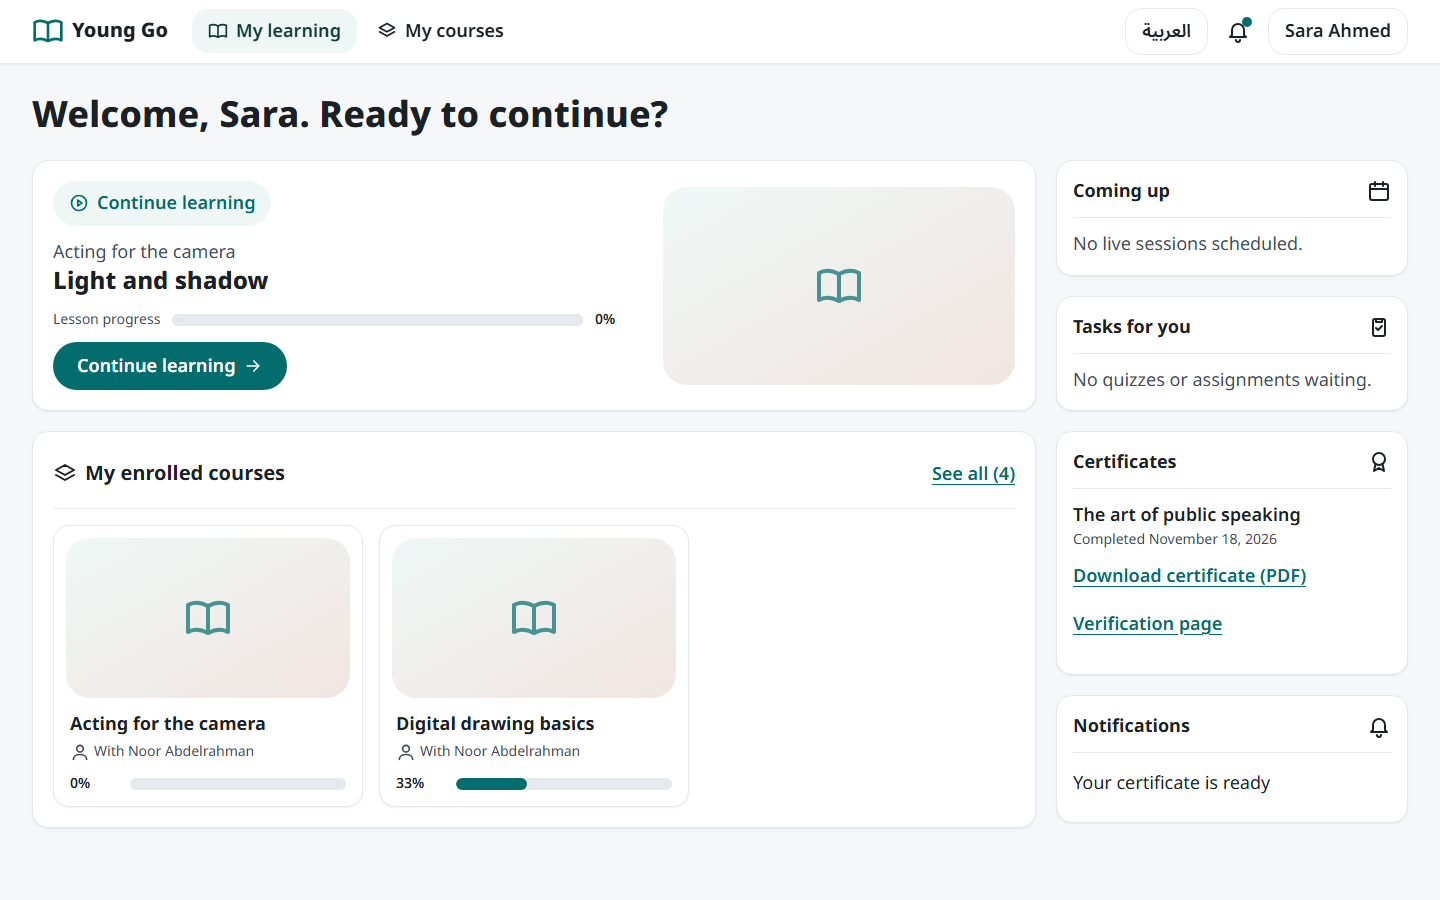 Young Go
My learning
My courses
العربية
Sara Ahmed
Welcome, Sara. Ready to continue?
Continue learning
Acting for the camera
Light and shadow
Lesson progress
0%
Continue learning
Coming up
No live sessions scheduled.
Tasks for you
No quizzes or assignments waiting.
My enrolled courses
See all (4)
Acting for the camera
With Noor Abdelrahman
0%
Digital drawing basics
With Noor Abdelrahman
33%
Certificates
The art of public speaking
Completed November 18, 2026
Download certificate (PDF)
Verification page
Notifications
Your certificate is ready